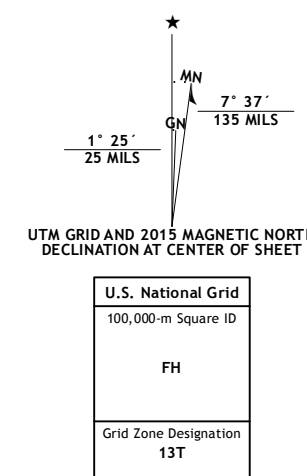 ★
MN
7° 37´
135 MILS
GN
1° 25´
25 MILS
UTM GRID AND 2015 MAGNETIC NORT
DECLINATION AT CENTER OF SHEET
U.S. National Grid
100,000-m Square ID
FH
Grid Zone Designation
13T